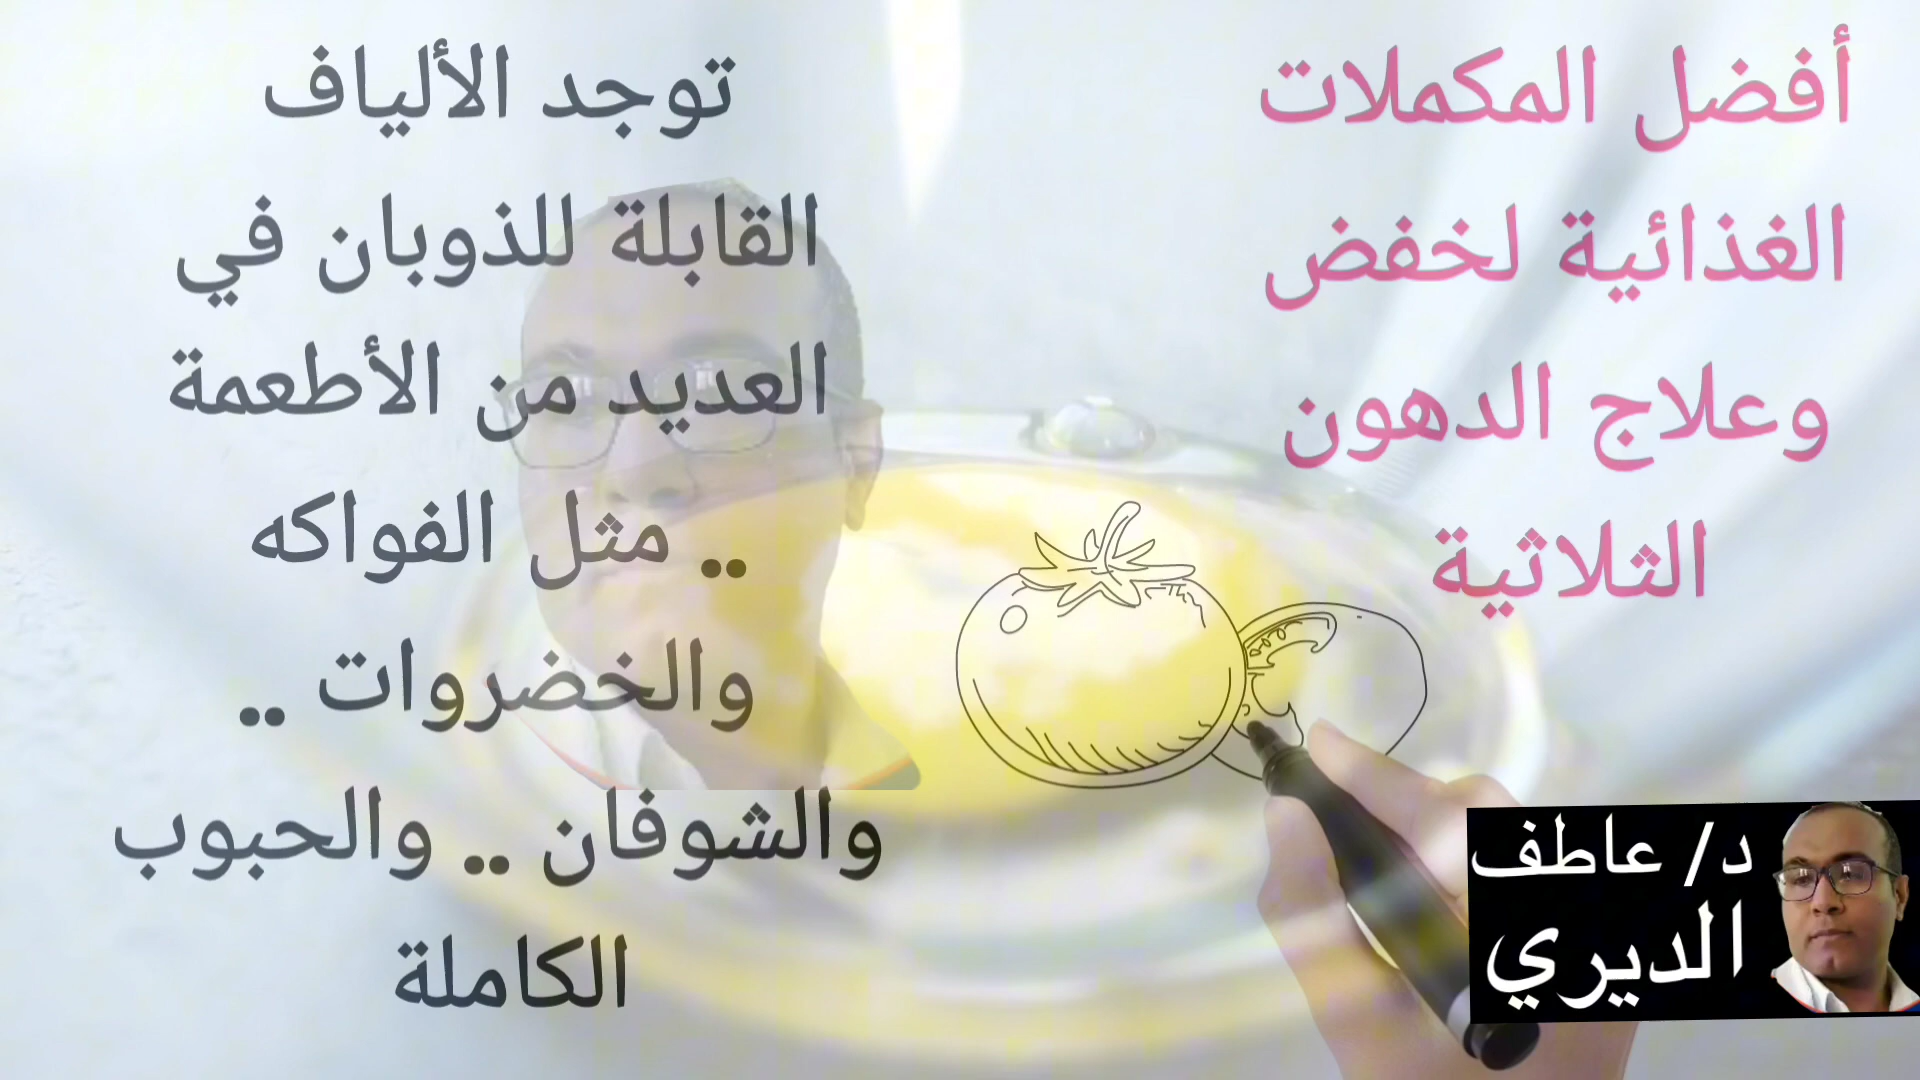 أفضل المكملات
الغذائية لخفض
وعلاج الدهون
الثلاثية
توجد الألياف
القابلة للذوبان في
العديد من الأطعمة
.. مثل الفواكه
والخضروات ..
والشوفان .. والحبوب
الكاملة
د/ عاطف
الديري